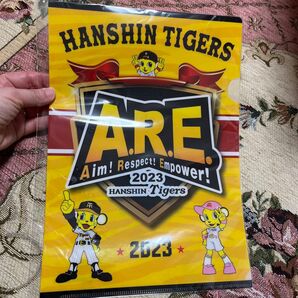 HANSHIN TIGERS
A.R.E.
Aim! Respect! Empower!
2023
HANSHIN Tigers
★ 2023 ★